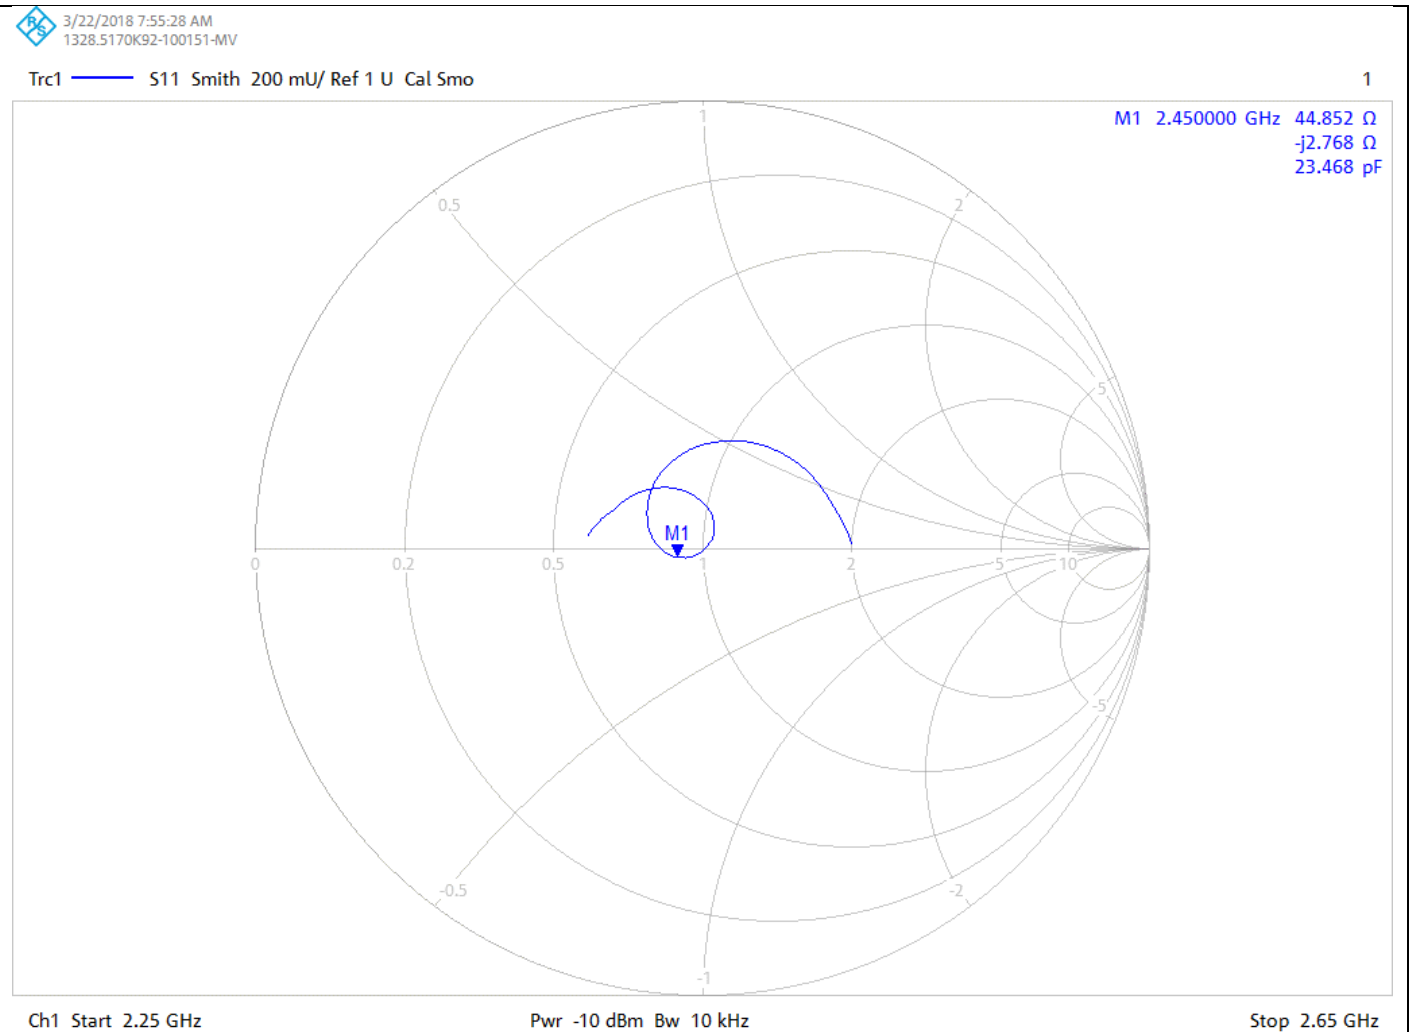 R&S
3/22/2018 7:55:28 AM
1328.5170K92-100151-MV
Trc1 S11 Smith 200 mU/ Ref 1 U Cal Smo 1
M1 2.450000 GHz 44.852 Ω
-j2.768 Ω
23.468 pF
1
0.5 2
5
M1
0 0.2 0.5 1 2 5 10
-5
-0.5 -2
-1
Ch1 Start 2.25 GHz Pwr -10 dBm Bw 10 kHz Stop 2.65 GHz